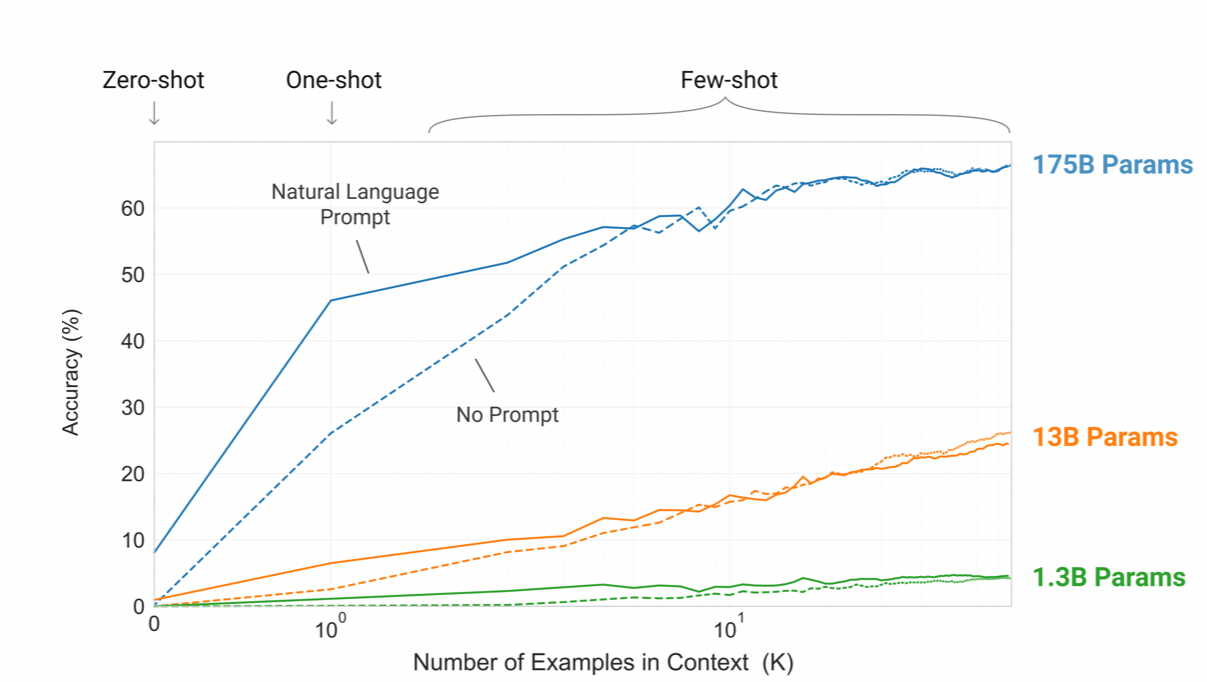 Zero-shot
One-shot
Few-shot
175B Params
Natural Language
Prompt
No Prompt
13B Params
1.3B Params
Accuracy (%)
60
50
40
30
20
10
0
0
10⁰
10¹
Number of Examples in Context (K)